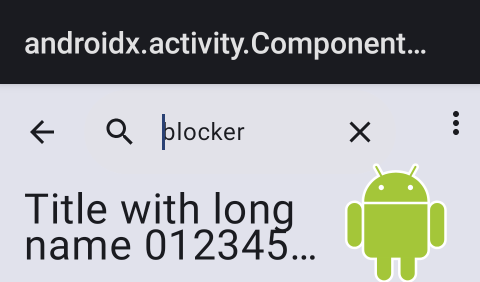 androidx.activity.Component…
blocker
Title with long
name 012345…